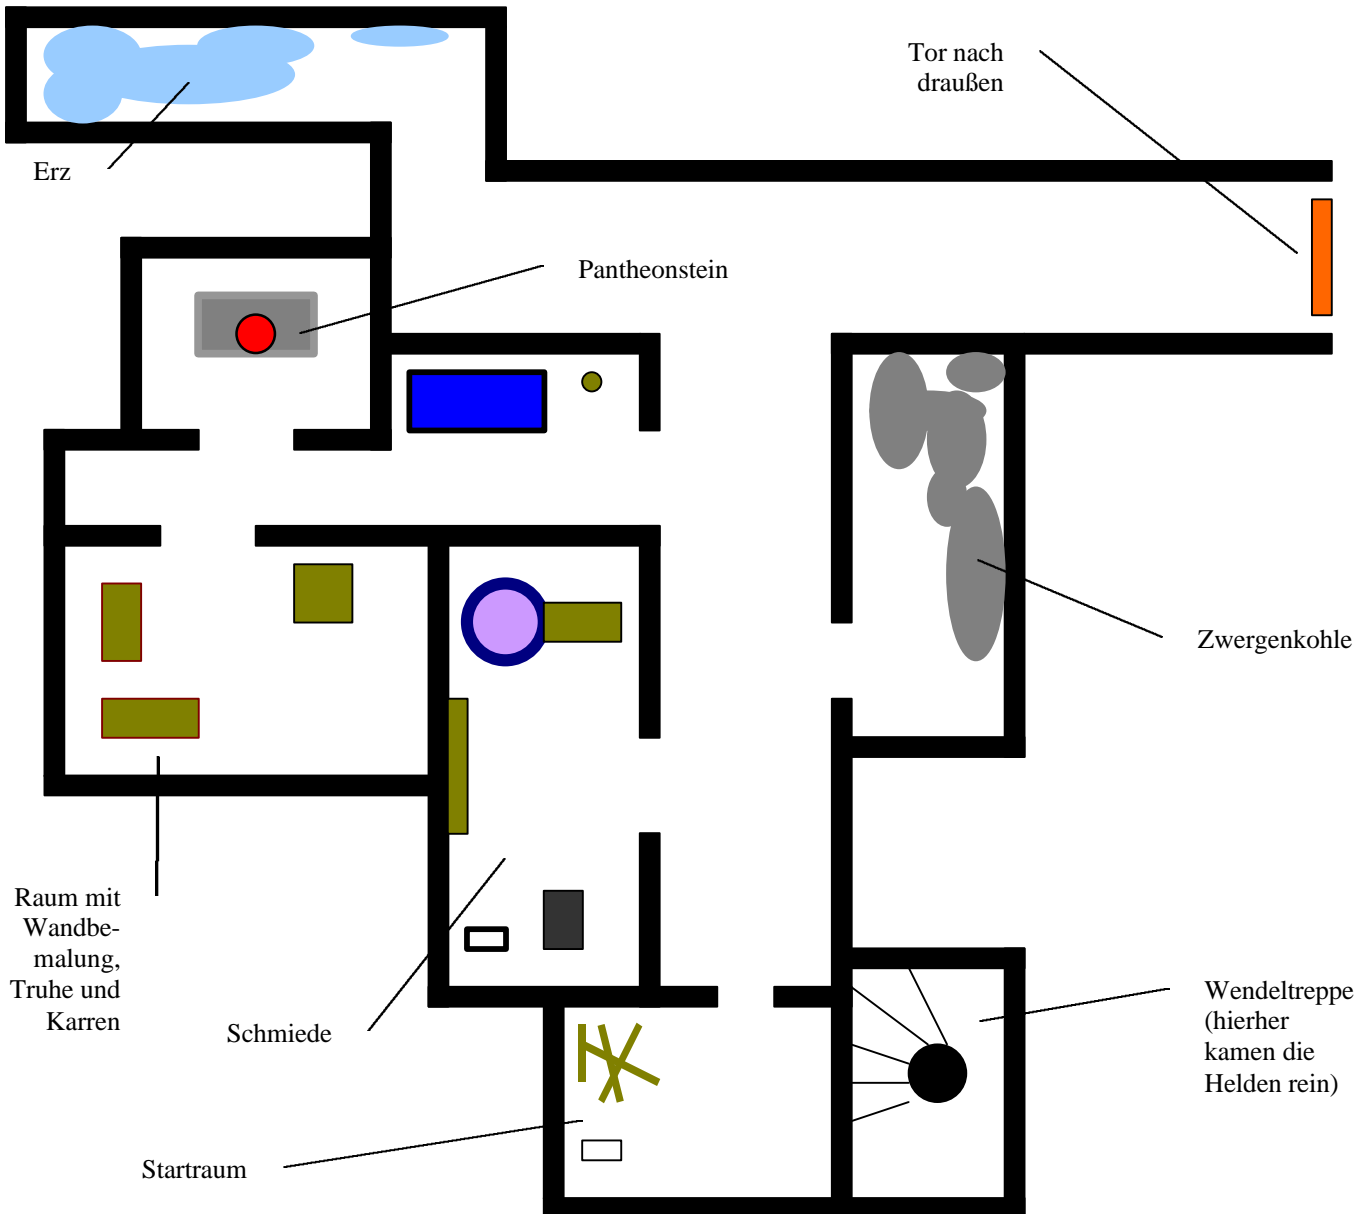 Tor nach
draußen
Erz
Pantheonstein
Zwergenkohle
Raum mit
Wandbe-
malung,
Truhe und
Karren
Schmiede
Wendeltreppe
(hierher
kamen die
Helden rein)
Startraum